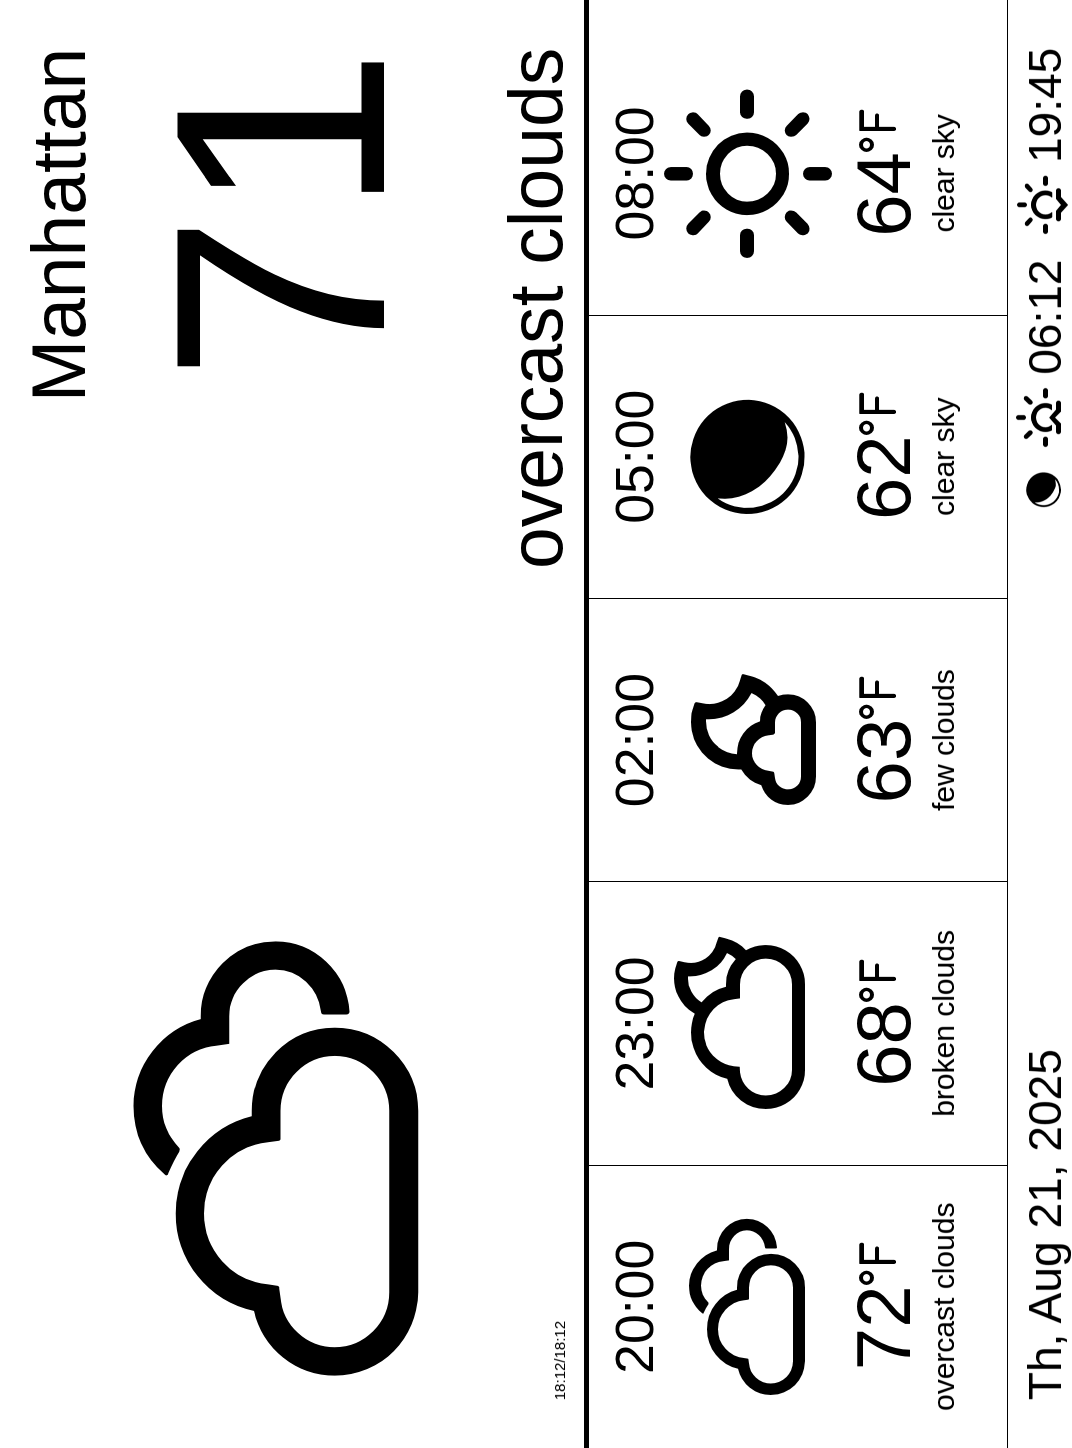 Manhattan
71
overcast clouds
18:12/18:12
20:00 23:00 02:00 05:00 08:00
72°F 68°F 63°F 62°F 64°F
overcast clouds broken clouds few clouds clear sky clear sky
Th, Aug 21, 2025 06:12 19:45